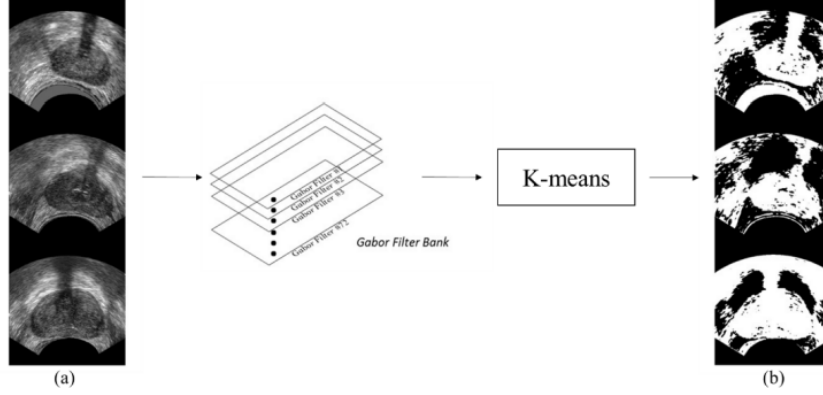 Gabor Filter #1
Gabor Filter #2
Gabor Filter #3
Gabor Filter #72
Gabor Filter Bank
K-means
(a)
(b)